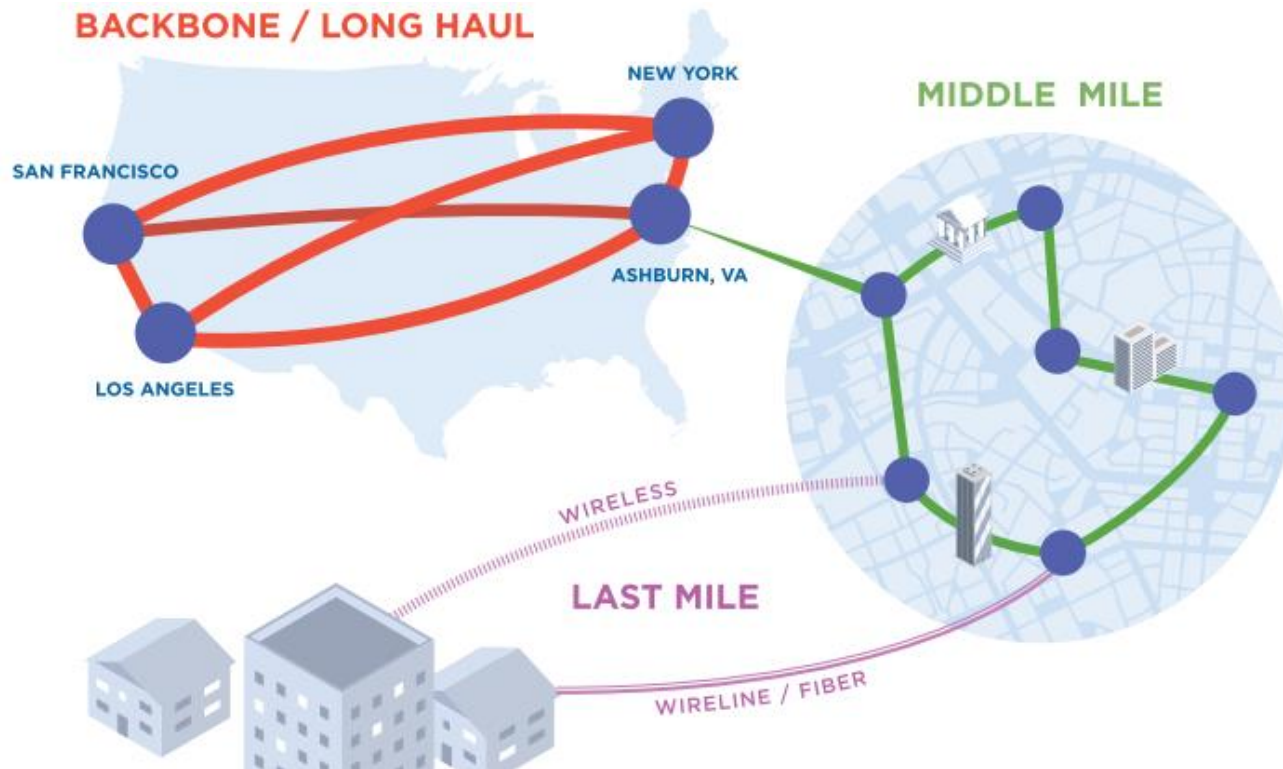 BACKBONE / LONG HAUL
NEW YORK
MIDDLE MILE
SAN FRANCISCO
ASHBURN, VA
LOS ANGELES
WIRELESS
LAST MILE
WIRELINE / FIBER